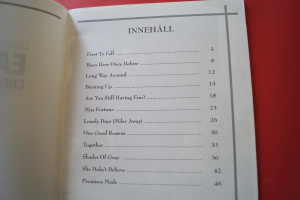 INNEHÅLL
First To Fall 5
Been Here Once Before 8
Long Way Around 12
Burning Up 15
Are You Still Having Fun? 18
Miss Fortune 23
Lonely Days (Miles Away) 26
One Good Reason 30
Together 33
Shades Of Gray 36
She Didn't Believe 42
Promises Made 46